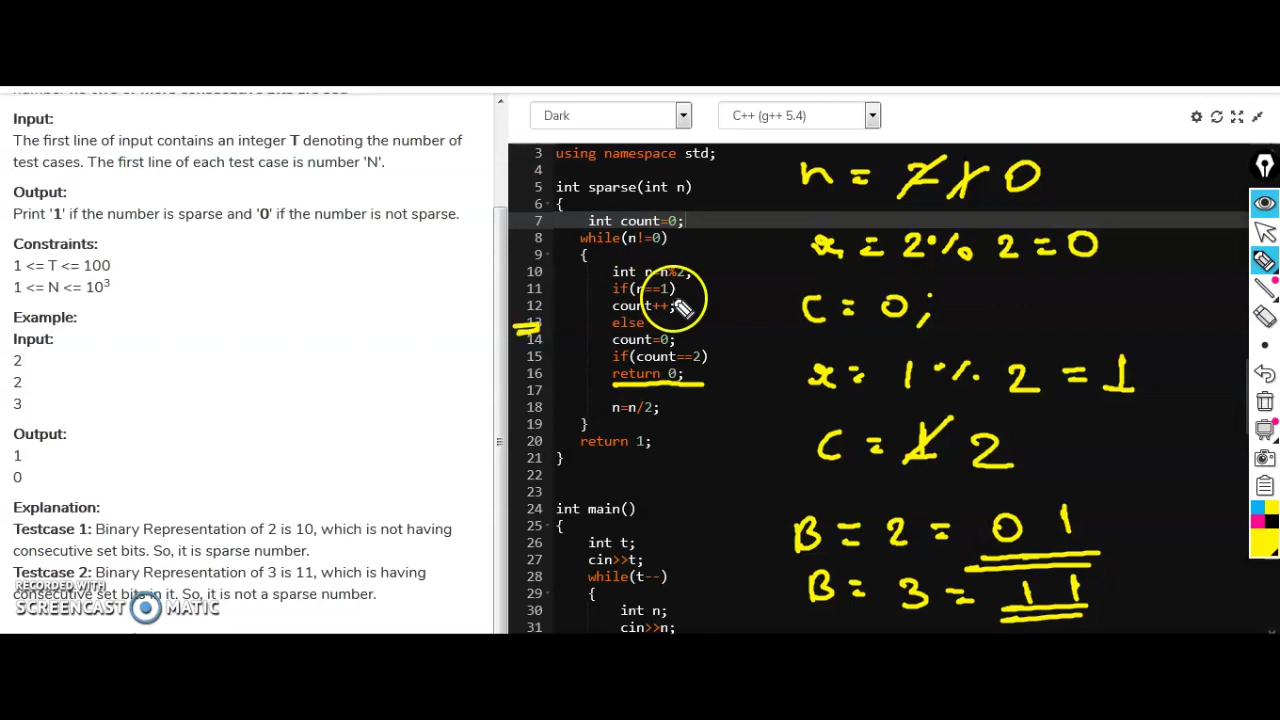 Input:
The first line of input contains an integer T denoting the number of
test cases. The first line of each test case is number 'N'.
Output:
Print '1' if the number is sparse and '0' if the number is not sparse.
Constraints:
1 <= T <= 100
1 <= N <= 10³
Example:
Input:
2
2
3
Output:
1
0
Explanation:
Testcase 1: Binary Representation of 2 is 10, which is not having
consecutive set bits. So, it is sparse number.
Testcase 2: Binary Representation of 3 is 11, which is having
consecutive set bits in it. So, it is not a sparse number.
RECORDED WITH
SCREENCAST MATIC
Dark
C++ (g++ 5.4)
3 using namespace std;
4
5 int sparse(int n)
6 {
7 int count=0;
8 while(n!=0)
9 {
10 int r=n%2;
11 if(r==1)
12 count++;
13 else
14 count=0;
15 if(count==2)
16 return 0;
17
18 n=n/2;
19 }
20 return 1;
21 }
22
23
24 int main()
25 {
26 int t;
27 cin>>t;
28 while(t--)
29 {
30 int n;
31 cin>>n;
n = 2 1 0
r = 2 % 2 = 0
C = 0;
r = 1 % 2 = 1
C = 1 2
B = 2 = 0 1
B = 3 = 1 1